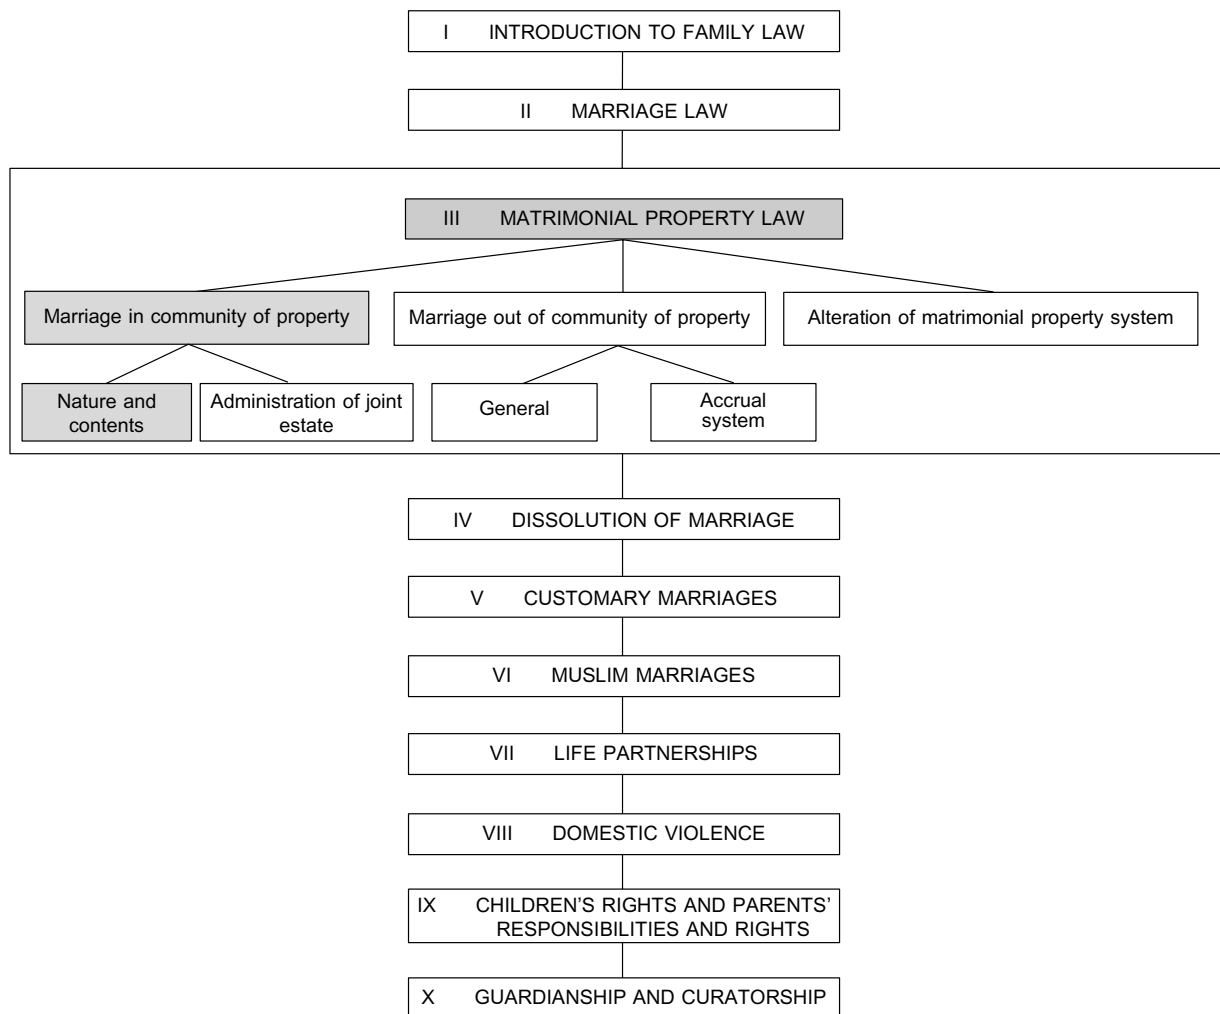 I INTRODUCTION TO FAMILY LAW
II MARRIAGE LAW
III MATRIMONIAL PROPERTY LAW
Marriage in community of property
Marriage out of community of property
Alteration of matrimonial property system
Nature and
contents
Administration of joint
estate
General
Accrual
system
IV DISSOLUTION OF MARRIAGE
V CUSTOMARY MARRIAGES
VI MUSLIM MARRIAGES
VII LIFE PARTNERSHIPS
VIII DOMESTIC VIOLENCE
IX CHILDREN’S RIGHTS AND PARENTS’
RESPONSIBILITIES AND RIGHTS
X GUARDIANSHIP AND CURATORSHIP